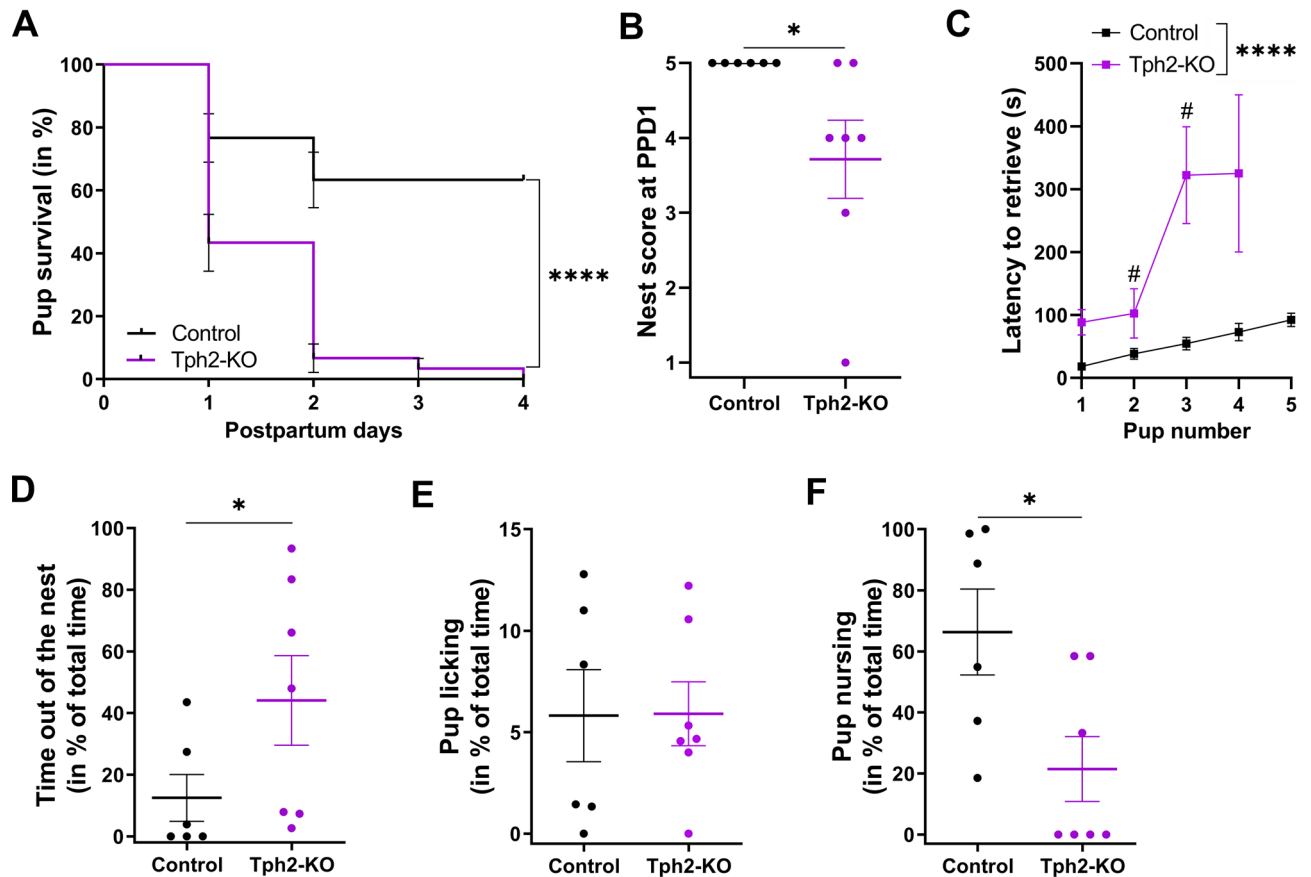 A
Pup survival (in %)
100
80
60
40
20
0
Control
Tph2-KO
****
0 1 2 3 4
Postpartum days
B
*
Nest score at PPD1
5
4
3
2
1
Control Tph2-KO
C
Control
Tph2-KO
****
Latency to retrieve (s)
500
400
300
200
100
0
#
#
1 2 3 4 5
Pup number
D
*
Time out of the nest
(in % of total time)
100
80
60
40
20
0
Control Tph2-KO
E
Pup licking
(in % of total time)
15
10
5
0
Control Tph2-KO
F
*
Pup nursing
(in % of total time)
100
80
60
40
20
0
Control Tph2-KO